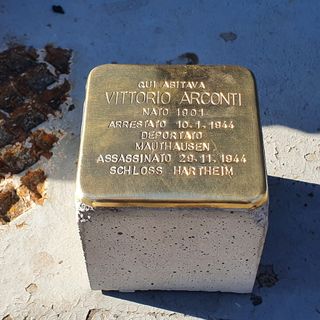 QUI ABITAVA
VITTORIO ARCONTI
NATO 1901
ARRESTATO 10.1.1944
DEPORTATO
MAUTHAUSEN
ASSASSINATO 29.11.1944
SCHLOSS HARTHEIM